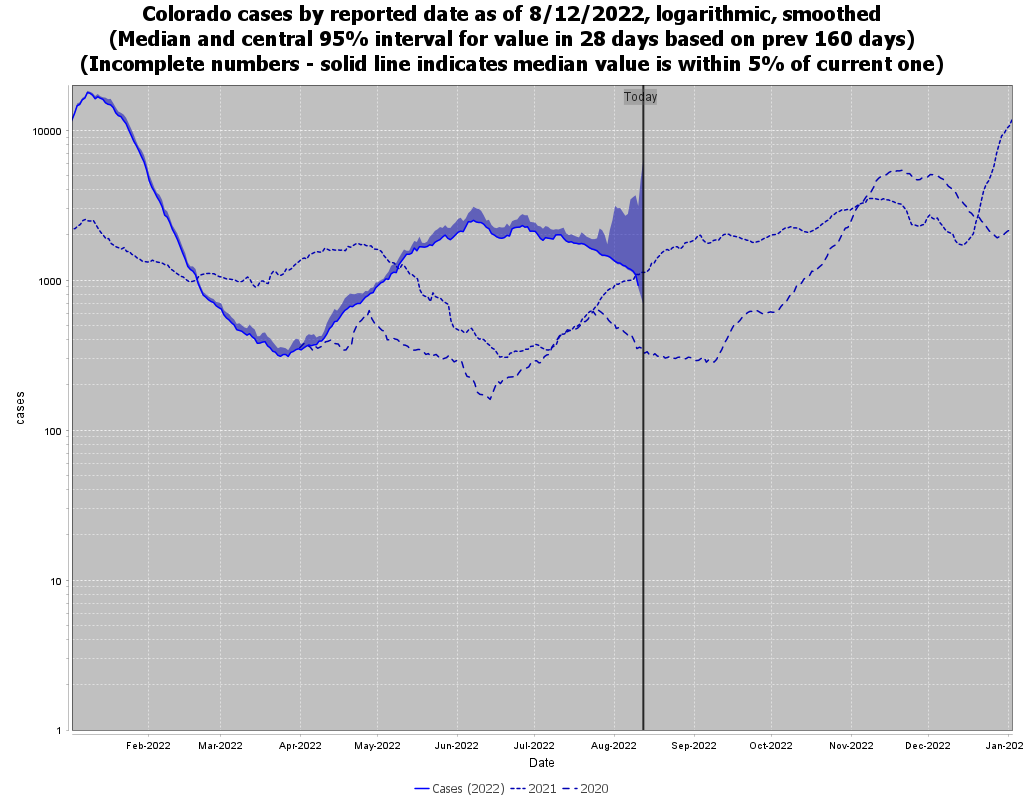 Colorado cases by reported date as of 8/12/2022, logarithmic, smoothed
(Median and central 95% interval for value in 28 days based on prev 160 days)
(Incomplete numbers - solid line indicates median value is within 5% of current one)
Today
10000
1000
100
10
1
cases
Feb-2022 Mar-2022 Apr-2022 May-2022 Jun-2022 Jul-2022 Aug-2022 Sep-2022 Oct-2022 Nov-2022 Dec-2022 Jan-202
Date
Cases (2022) 2021 2020